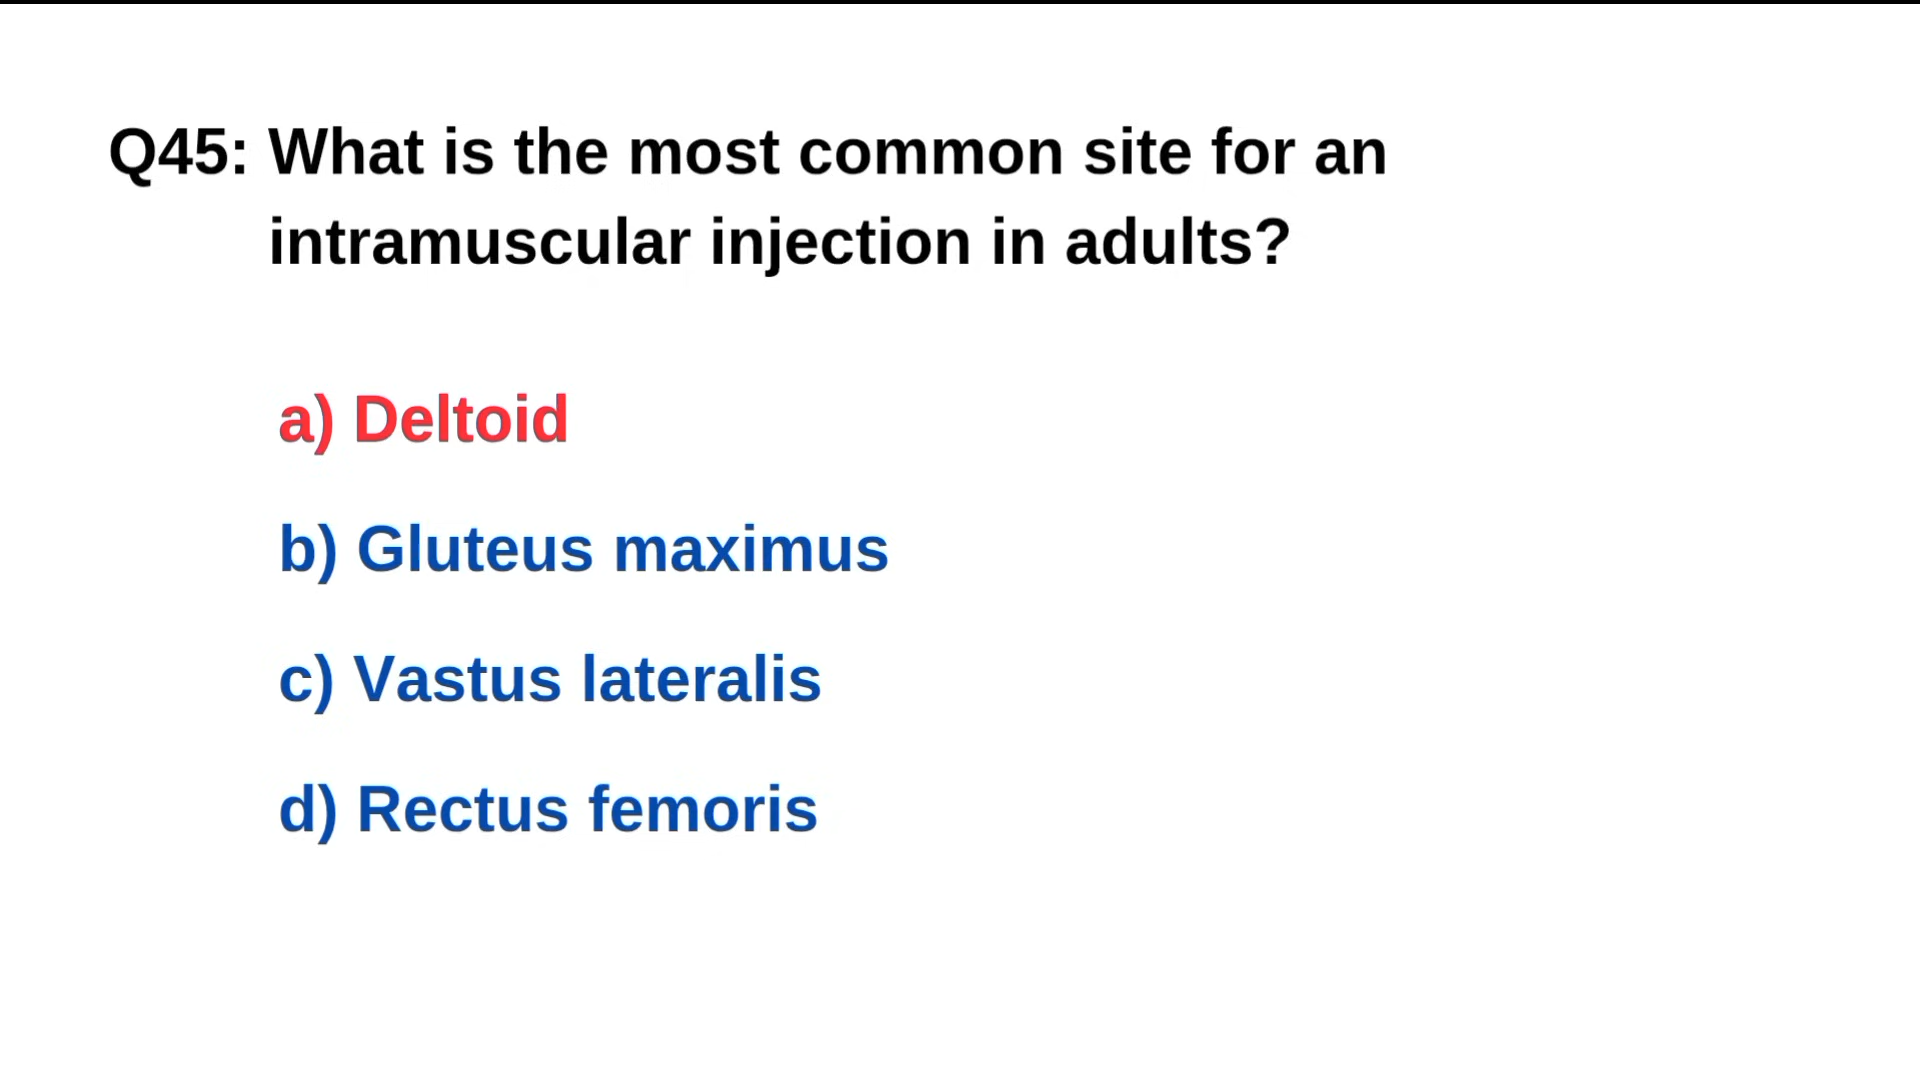 Q45: What is the most common site for an
intramuscular injection in adults?
a) Deltoid
b) Gluteus maximus
c) Vastus lateralis
d) Rectus femoris